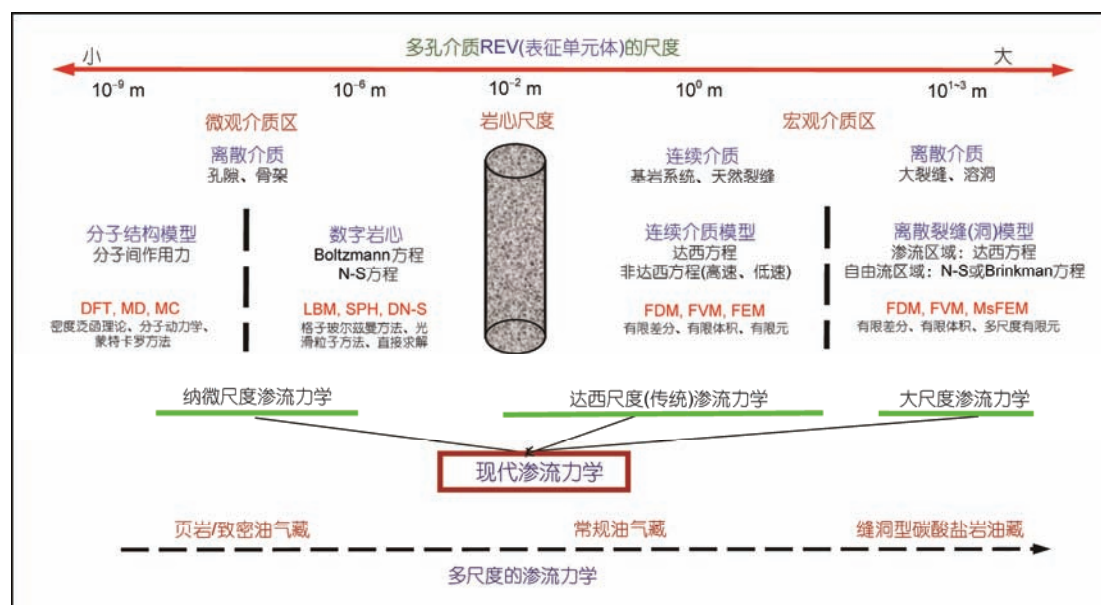 多孔介质REV(表征单元体)的尺度
小 大
10⁻⁹ m 10⁻⁶ m 10⁻² m 10⁰ m 10¹~³ m
微观介质区 岩心尺度 宏观介质区
离散介质 连续介质 离散介质
孔隙、骨架 基岩系统、天然裂缝 大裂缝、溶洞
分子结构模型 数字岩心 连续介质模型 离散裂缝(洞)模型
分子间作用力 Boltzmann方程 达西方程 渗流区域：达西方程
N-S方程 非达西方程(高速、低速) 自由流区域：N-S或Brinkman方程
DFT, MD, MC LBM, SPH, DN-S FDM, FVM, FEM FDM, FVM, MsFEM
密度泛函理论、分子动力学、 格子玻尔兹曼方法、光 有限差分、有限体积、有限元 有限差分、有限体积、多尺度有限元
蒙特卡罗方法 滑粒子方法、直接求解
纳微尺度渗流力学 达西尺度(传统)渗流力学 大尺度渗流力学
现代渗流力学
页岩/致密油气藏 常规油气藏 缝洞型碳酸盐岩油藏
多尺度的渗流力学